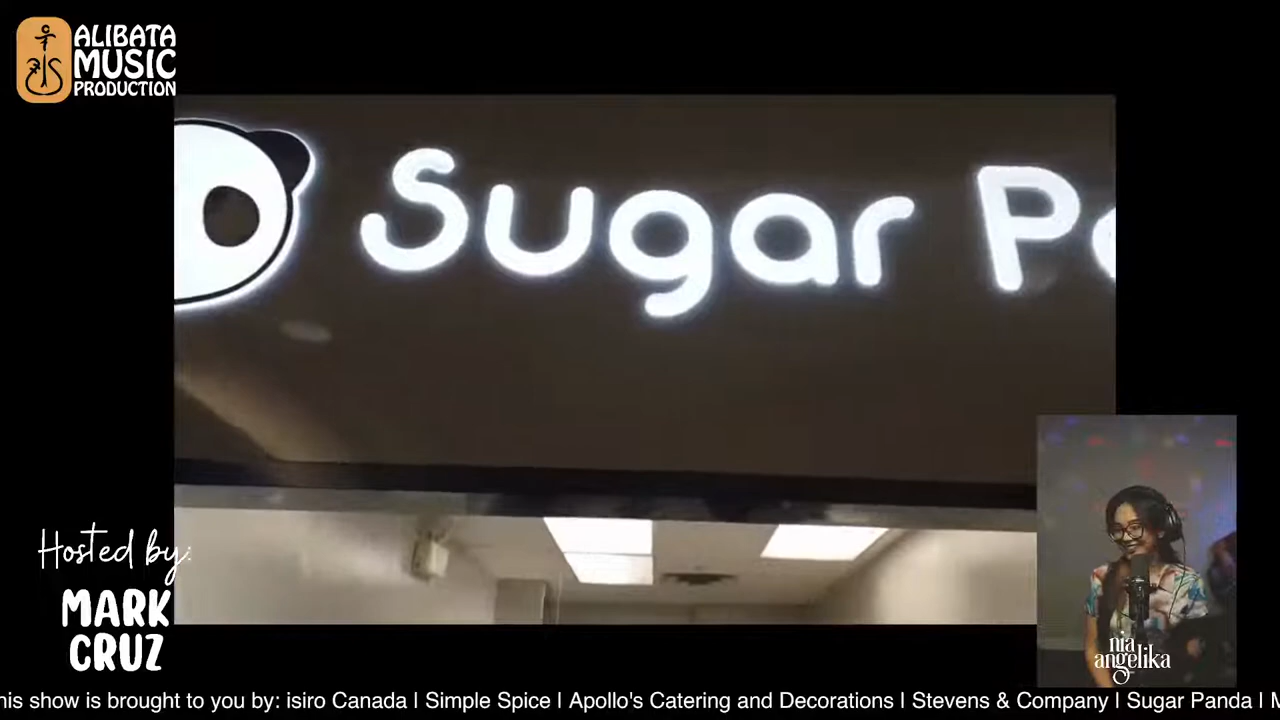 ALIBATA
MUSIC
PRODUCTION
Sugar P
Hosted by:
MARK
CRUZ
nia
angelika
his show is brought to you by: isiro Canada | Simple Spice | Apollo's Catering and Decorations | Stevens & Company | Sugar Panda | M